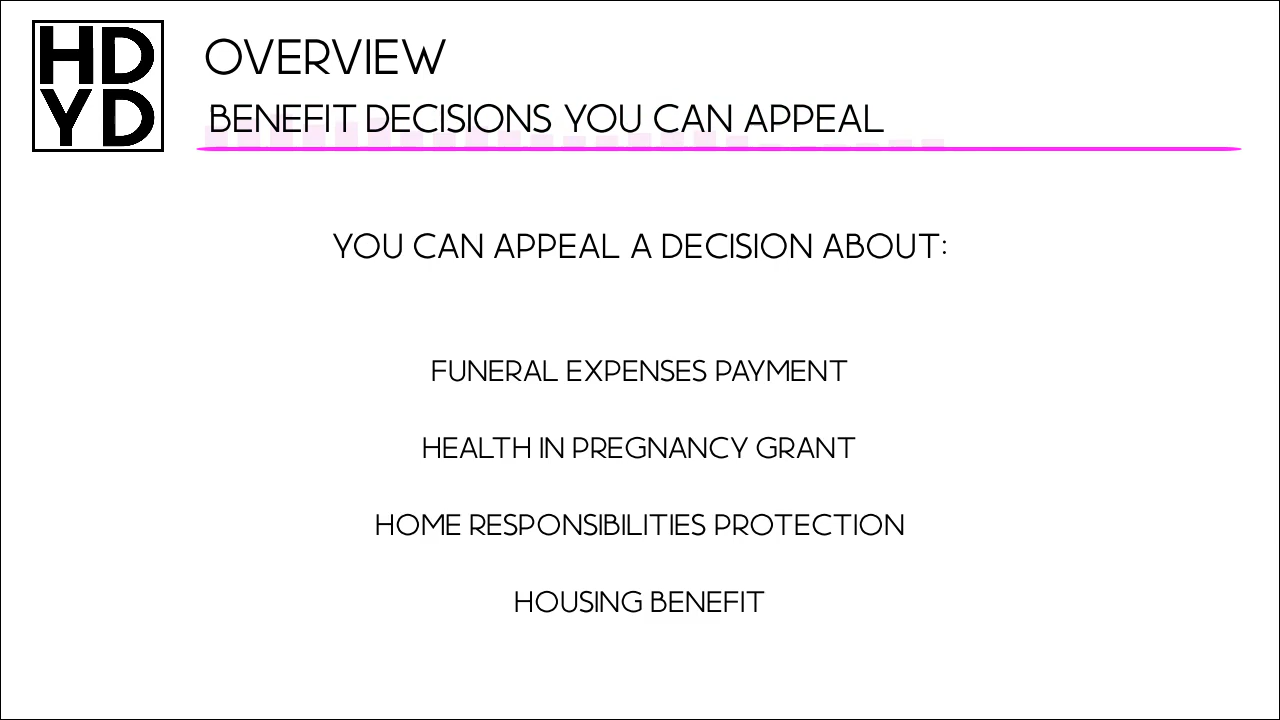 HD
YD
OVERVIEW
BENEFIT DECISIONS YOU CAN APPEAL
YOU CAN APPEAL A DECISION ABOUT:
FUNERAL EXPENSES PAYMENT
HEALTH IN PREGNANCY GRANT
HOME RESPONSIBILITIES PROTECTION
HOUSING BENEFIT